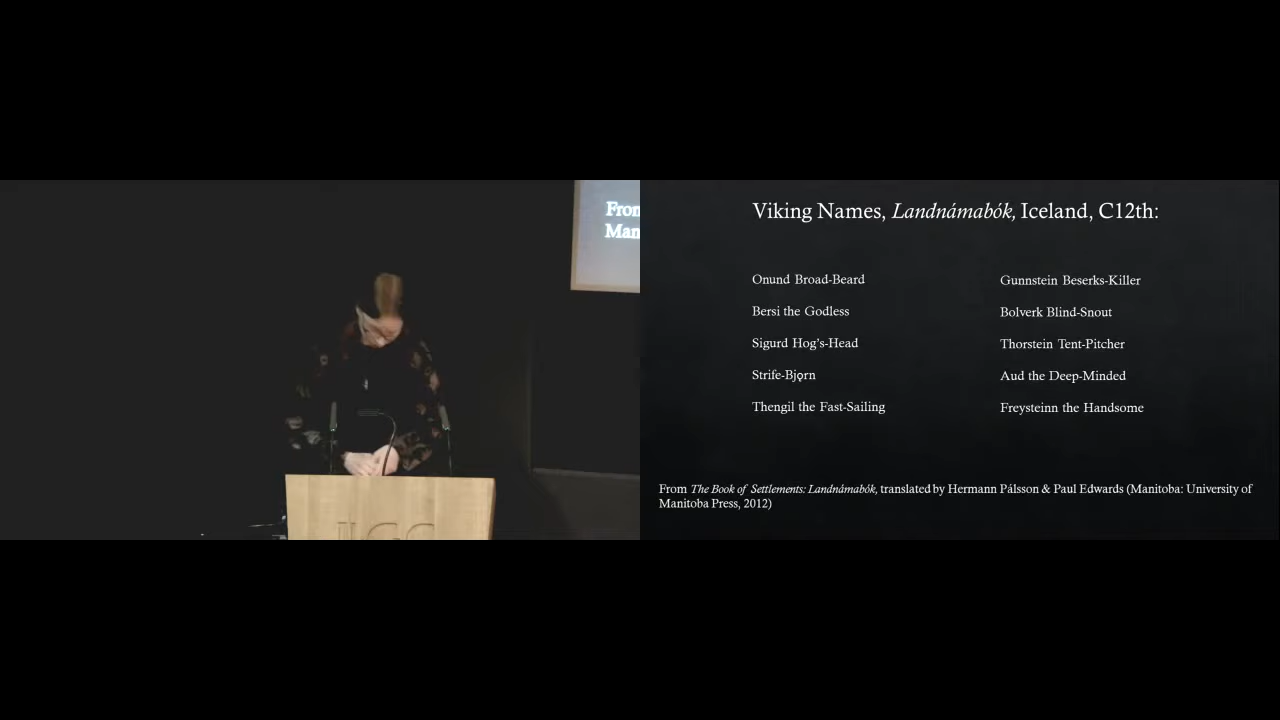 From
Man
Viking Names, Landnámabók, Iceland, C12th:
Onund Broad-Beard
Bersi the Godless
Sigurd Hog's-Head
Strife-Bjǫrn
Thengil the Fast-Sailing
Gunnstein Beserks-Killer
Bolverk Blind-Snout
Thorstein Tent-Pitcher
Aud the Deep-Minded
Freysteinn the Handsome
From The Book of Settlements: Landnámabók, translated by Hermann Pálsson & Paul Edwards (Manitoba: University of
Manitoba Press, 2012)